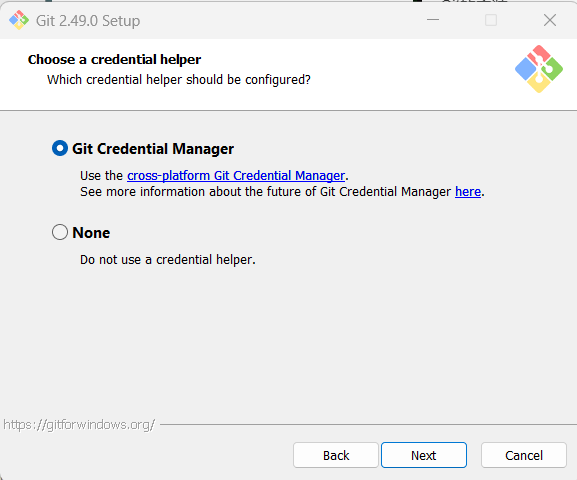 Git 2.49.0 Setup
Choose a credential helper
Which credential helper should be configured?
Git Credential Manager
Use the cross-platform Git Credential Manager.
See more information about the future of Git Credential Manager here.
None
Do not use a credential helper.
https://gitforwindows.org/
Back Next Cancel